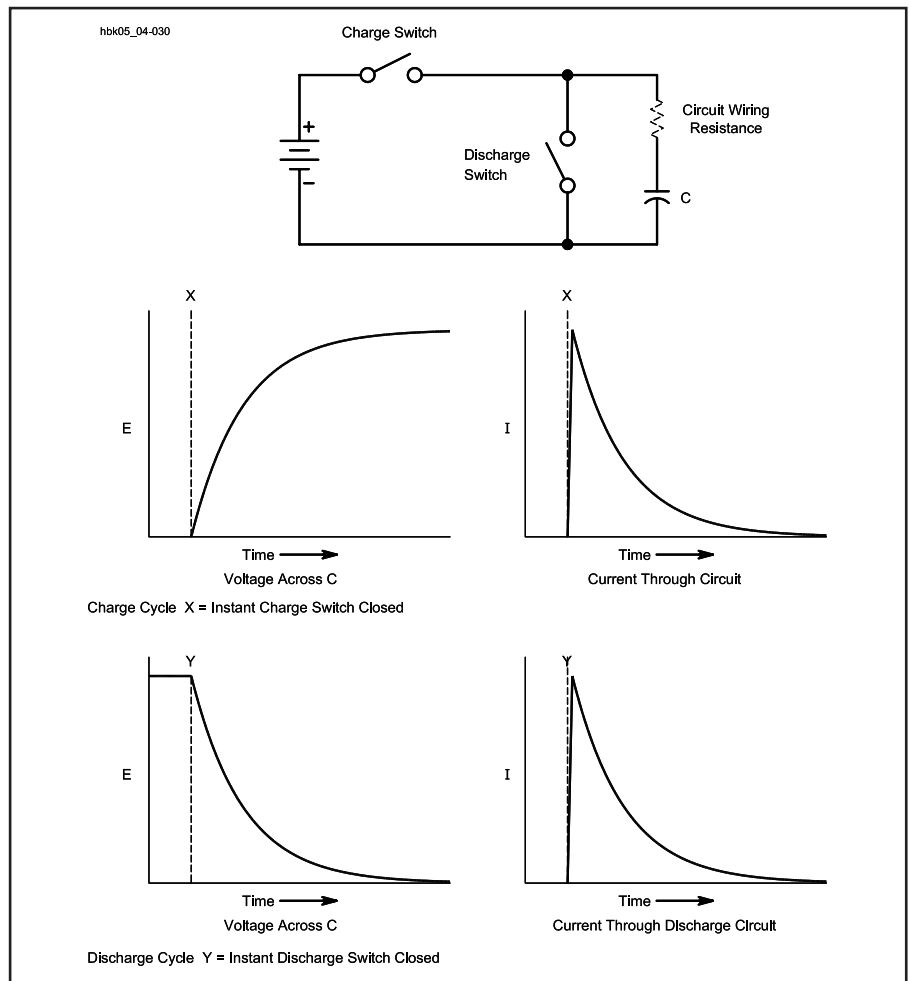 hbk05_04-030
Charge Switch
+
−
Discharge
Switch
Circuit Wiring
Resistance
C
X
E
Time
Voltage Across C
X
I
Time
Current Through Circuit
Charge Cycle X = Instant Charge Switch Closed
Y
E
Time
Voltage Across C
Y
I
Time
Current Through Discharge Circuit
Discharge Cycle Y = Instant Discharge Switch Closed